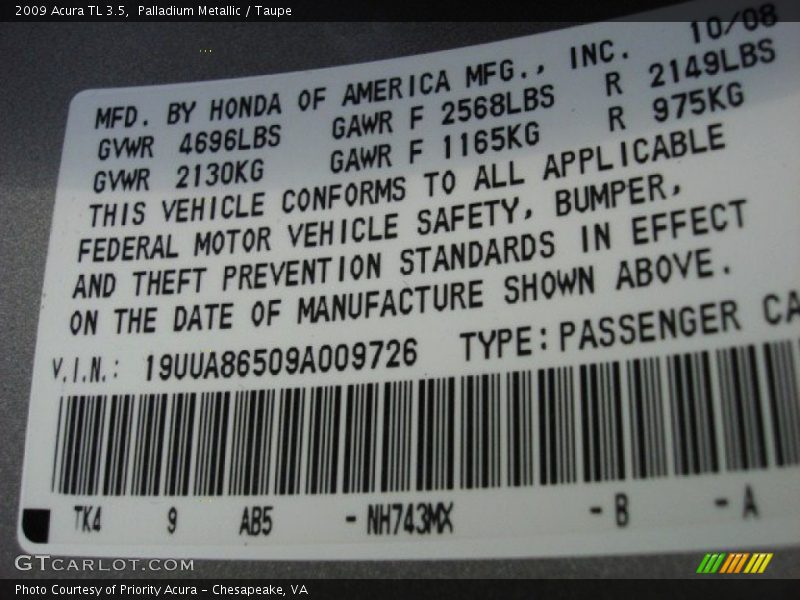 2009 Acura TL 3.5, Palladium Metallic / Taupe
MFD. BY HONDA OF AMERICA MFG., INC. 10/08
GVWR 4696LBS GAWR F 2568LBS R 2149LBS
GVWR 2130KG GAWR F 1165KG R 975KG
THIS VEHICLE CONFORMS TO ALL APPLICABLE
FEDERAL MOTOR VEHICLE SAFETY, BUMPER,
AND THEFT PREVENTION STANDARDS IN EFFECT
ON THE DATE OF MANUFACTURE SHOWN ABOVE.
V.I.N.: 19UUA86509A009726 TYPE:PASSENGER CA
TK4 9 AB5 -NH743MX -B -A
GTCARLOT.COM
Photo Courtesy of Priority Acura – Chesapeake, VA